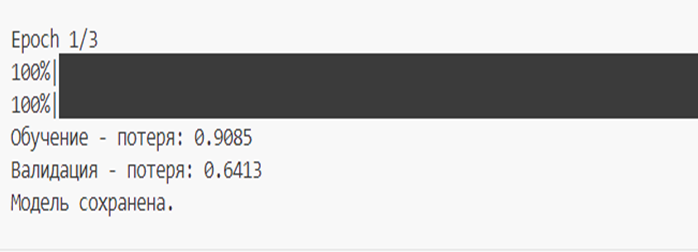 Epoch 1/3
100%|
100%|
Обучение - потеря: 0.9085
Валидация - потеря: 0.6413
Модель сохранена.